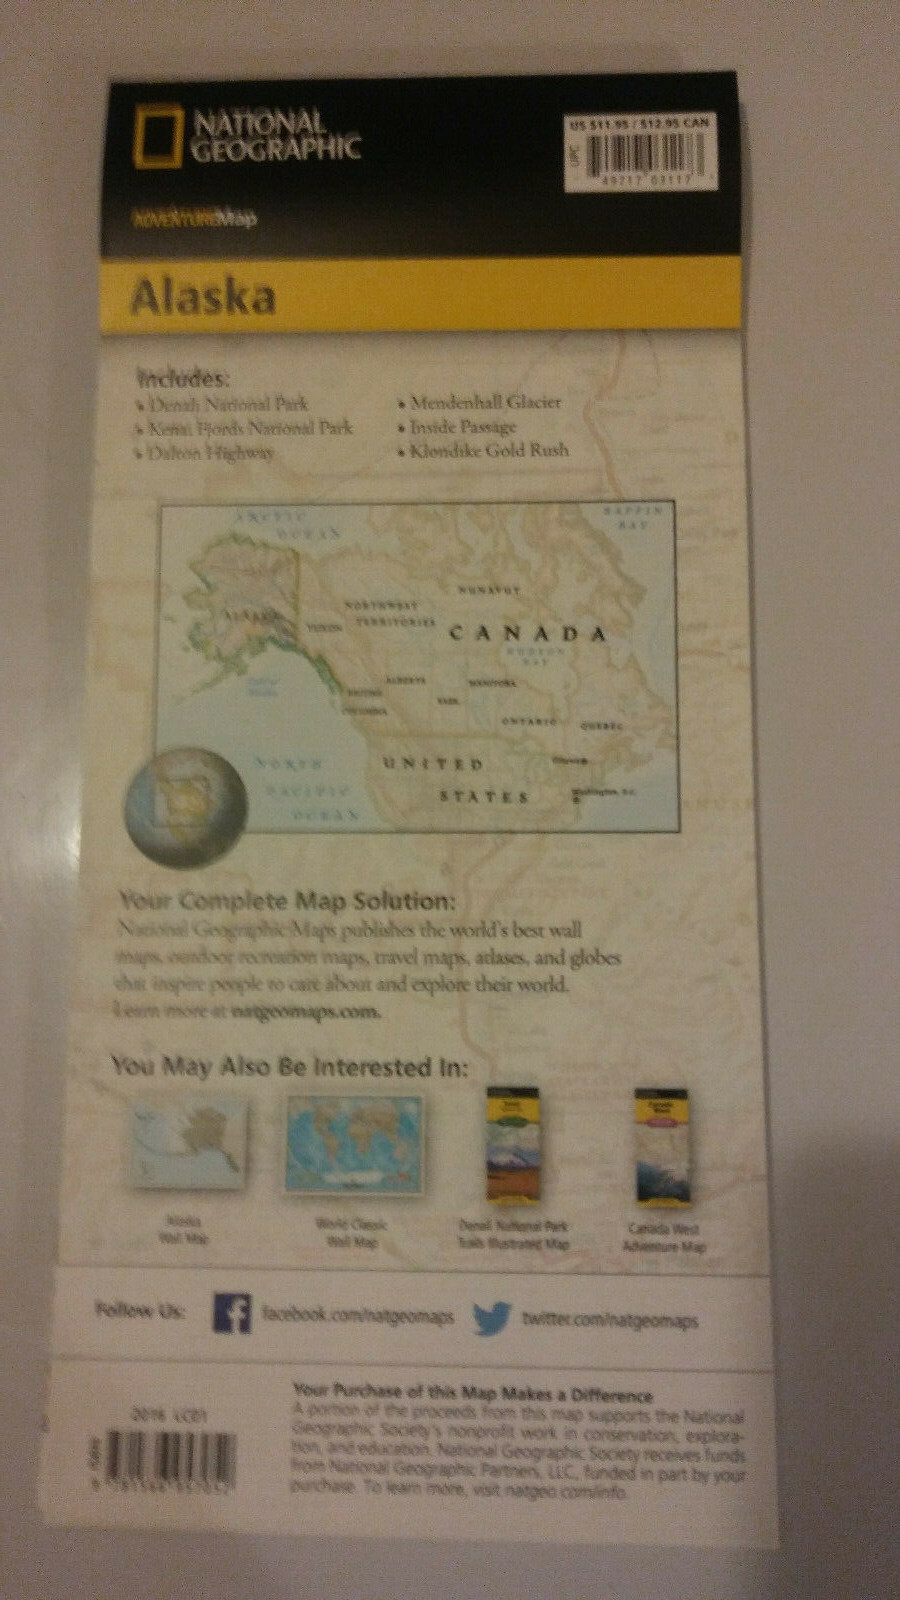 NATIONAL
GEOGRAPHIC
ADVENTURE Map
US $11.95 / $12.95 CAN
UPC
49717 03117
Alaska
Includes:
• Denali National Park
• Kenai Fjords National Park
• Dalton Highway
• Mendenhall Glacier
• Inside Passage
• Klondike Gold Rush
ARCTIC
OCEAN
BAFFIN
BAY
ALASKA
YUKON
NORTHWEST
TERRITORIES
NUNAVUT
CANADA
HUDSON
BAY
ALBERTA
MANITOBA
BRITISH
COLUMBIA
SASK.
ONTARIO
QUEBEC
Ottawa
NORTH
PACIFIC
OCEAN
UNITED
STATES
Washington, D.C.
Your Complete Map Solution:
National Geographic Maps publishes the world's best wall
maps, outdoor recreation maps, travel maps, atlases, and globes
that inspire people to care about and explore their world.
Learn more at natgeomaps.com.
You May Also Be Interested In:
Alaska
Wall Map
World Classic
Wall Map
Denali National Park
Trails Illustrated Map
Canada West
Adventure Map
Follow Us:
facebook.com/natgeomaps
twitter.com/natgeomaps
2016 LC01
Your Purchase of this Map Makes a Difference
A portion of the proceeds from this map supports the National
Geographic Society's nonprofit work in conservation, explora-
tion, and education. National Geographic Society receives funds
from National Geographic Partners, LLC, funded in part by your
purchase. To learn more, visit natgeo.com/info.